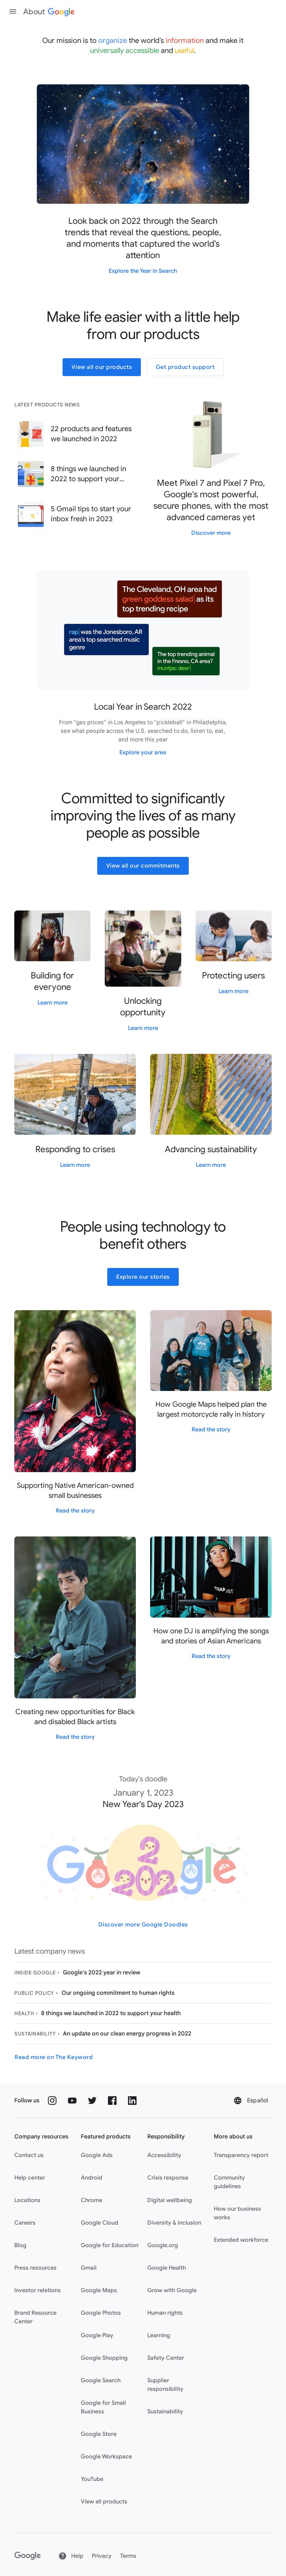 About Google
Our mission is to organize the world's information and make it
universally accessible and useful.
Look back on 2022 through the Search
trends that reveal the questions, people,
and moments that captured the world's
attention
Explore the Year in Search
Make life easier with a little help
from our products
View all our products
Get product support
LATEST PRODUCTS NEWS
22 products and features
we launched in 2022
8 things we launched in
2022 to support your...
5 Gmail tips to start your
inbox fresh in 2023
Meet Pixel 7 and Pixel 7 Pro,
Google's most powerful,
secure phones, with the most
advanced cameras yet
Discover more
The Cleveland, OH area had
green goddess salad as its
top trending recipe
rap was the Jonesboro, AR
area's top searched music
genre
The top trending animal
in the Fresno, CA area?
muntjac deer
Local Year in Search 2022
From "gas prices" in Los Angeles to "pickleball" in Philadelphia,
see what people across the U.S. searched to do, listen to, eat,
and more this year
Explore your area
Committed to significantly
improving the lives of as many
people as possible
View all our commitments
Building for
everyone
Learn more
Unlocking
opportunity
Learn more
Protecting users
Learn more
Responding to crises
Learn more
Advancing sustainability
Learn more
People using technology to
benefit others
Explore our stories
Supporting Native American-owned
small businesses
Read the story
How Google Maps helped plan the
largest motorcycle rally in history
Read the story
Creating new opportunities for Black
and disabled Black artists
Read the story
How one DJ is amplifying the songs
and stories of Asian Americans
Read the story
Today's doodle
January 1, 2023
New Year's Day 2023
Discover more Google Doodles
Latest company news
INSIDE GOOGLE • Google's 2022 year in review
PUBLIC POLICY • Our ongoing commitment to human rights
HEALTH • 8 things we launched in 2022 to support your health
SUSTAINABILITY • An update on our clean energy progress in 2022
Read more on The Keyword
Follow us
Español
Company resources
Contact us
Help center
Locations
Careers
Blog
Press resources
Investor relations
Brand Resource
Center
Featured products
Google Ads
Android
Chrome
Google Cloud
Google for Education
Gmail
Google Maps
Google Photos
Google Play
Google Shopping
Google Search
Google for Small
Business
Google Store
Google Workspace
YouTube
View all products
Responsibility
Accessibility
Crisis response
Digital wellbeing
Diversity & inclusion
Google.org
Google Health
Grow with Google
Human rights
Learning
Safety Center
Supplier
responsibility
Sustainability
More about us
Transparency report
Community
guidelines
How our business
works
Extended workforce
Google
Help
Privacy
Terms